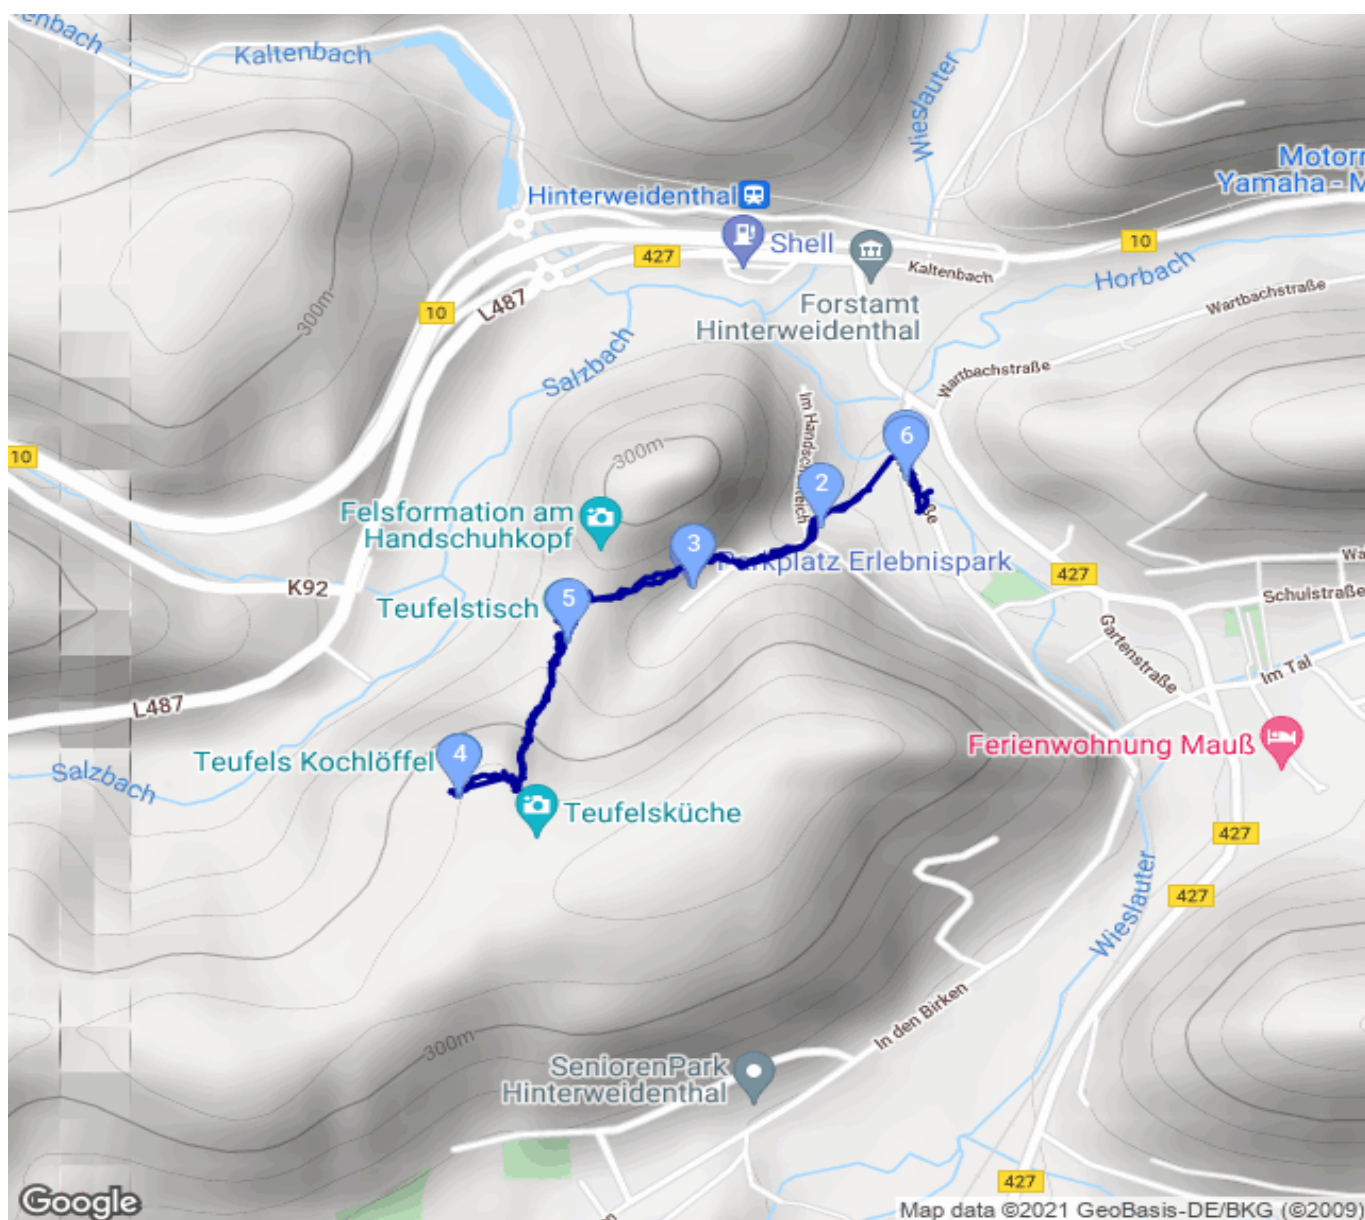 enbach
Kaltenbach
Wieslauter
Motorr
Yamaha - M
Hinterweidenthal
10
427
Shell
Kaltenbach
Horbach
Forstamt
Hinterweidenthal
Wartbachstraße
300m
10
L487
Salzbach
Wartbachstraße
6
10
300m
2
Felsformation am
Handschuhkopf
3
Parkplatz Erlebnispark
427
Wa
K92
Teufelstisch
5
Schulstraße
Gartenstraße
Im Tal
L487
Teufels Kochlöffel
4
Ferienwohnung Mauß
Salzbach
Teufelsküche
427
427
Wieslauter
In den Birken
300m
SeniorenPark
Hinterweidenthal
427
Google
Map data ©2021 GeoBasis-DE/BKG (©2009)